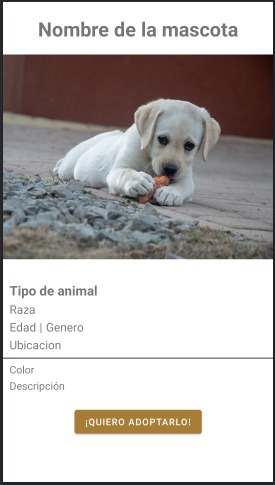 Nombre de la mascota
Tipo de animal
Raza
Edad | Genero
Ubicacion
Color
Descripción
¡QUIERO ADOPTARLO!